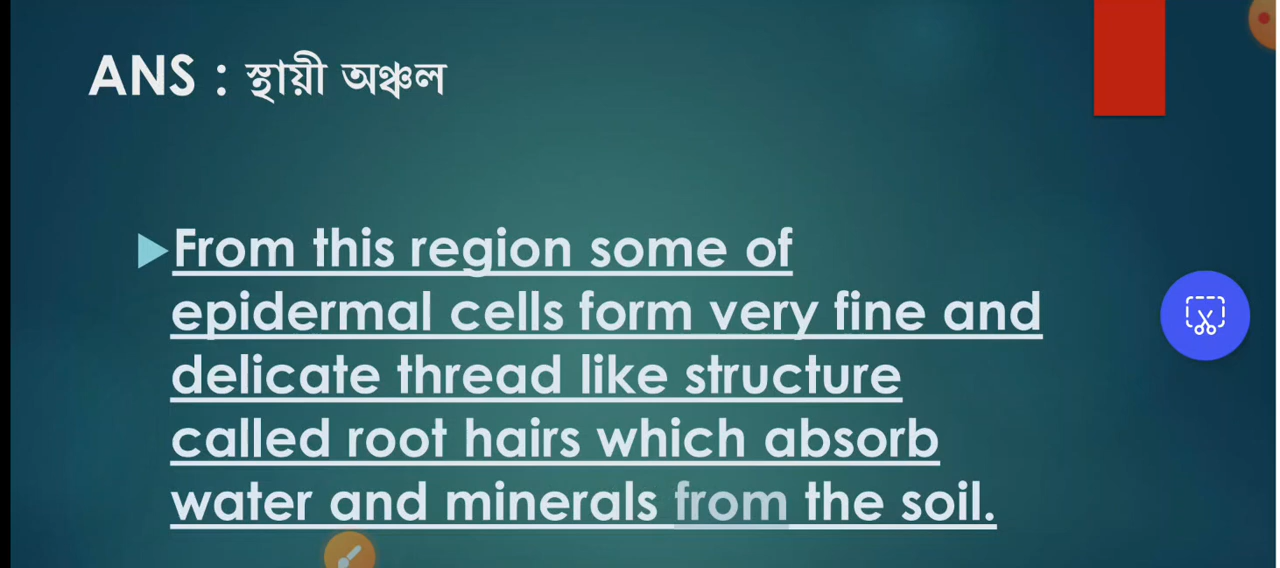 ANS : স্থায়ী অঞ্চল
From this region some of
epidermal cells form very fine and
delicate thread like structure
called root hairs which absorb
water and minerals from the soil.